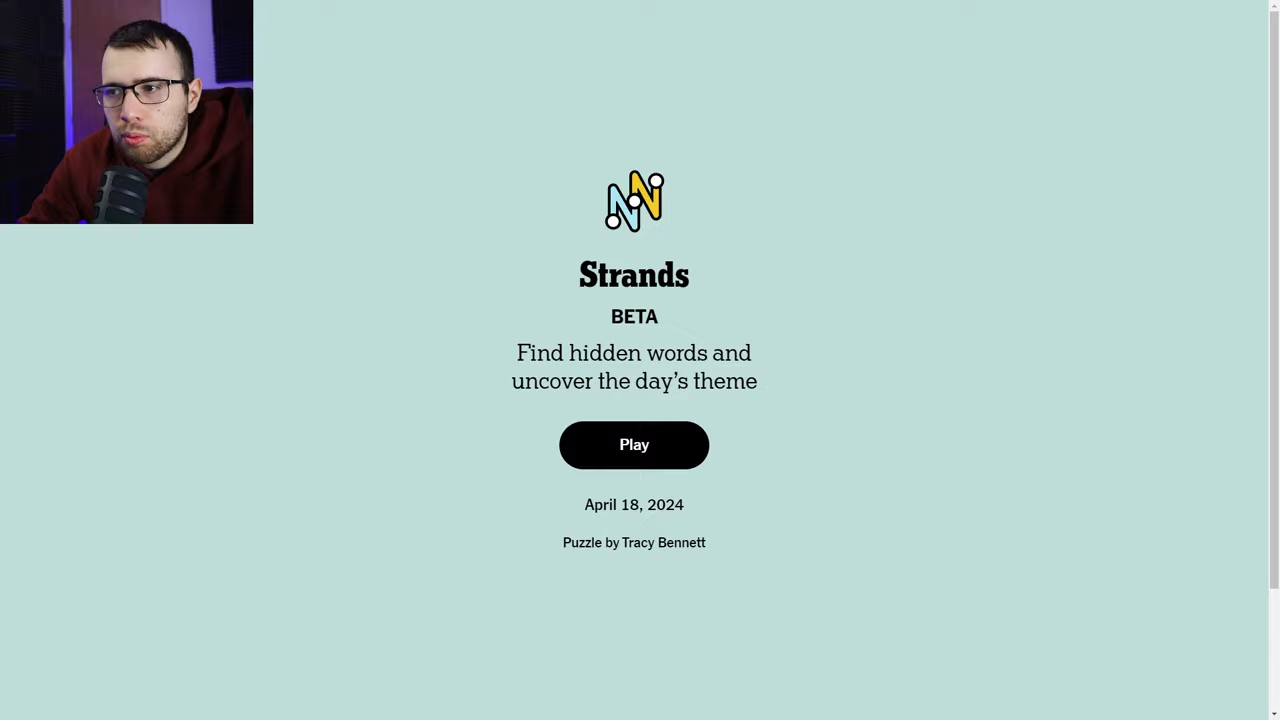 Strands
BETA
Find hidden words and
uncover the day's theme
Play
April 18, 2024
Puzzle by Tracy Bennett